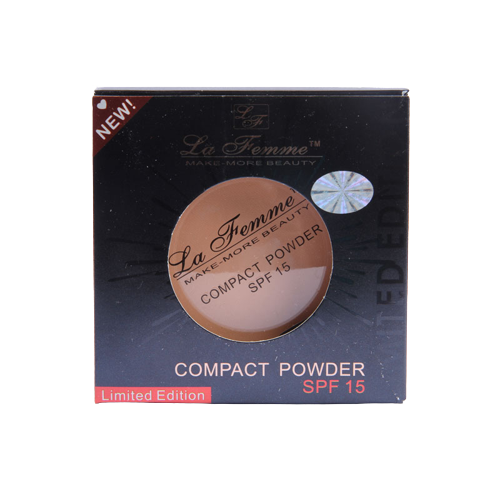 NEW!
LF
La Femme™
MAKE-MORE BEAUTY
La Femme
MAKE-MORE BEAUTY
COMPACT POWDER
SPF 15
COMPACT POWDER
SPF 15
Limited Edition